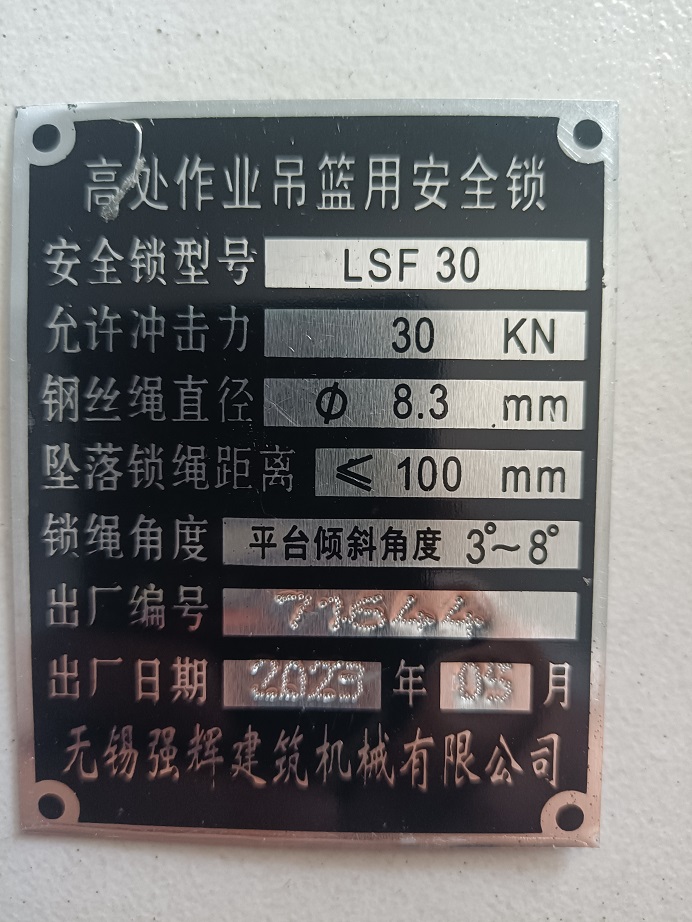 高处作业吊篮用安全锁
安全锁型号 LSF 30
允许冲击力 30 KN
钢丝绳直径 ϕ 8.3 mm
坠落锁绳距离 ≤ 100 mm
锁绳角度 平台倾斜角度 3°~8°
出厂编号 71644
出厂日期 2023 年 05 月
无锡强辉建筑机械有限公司